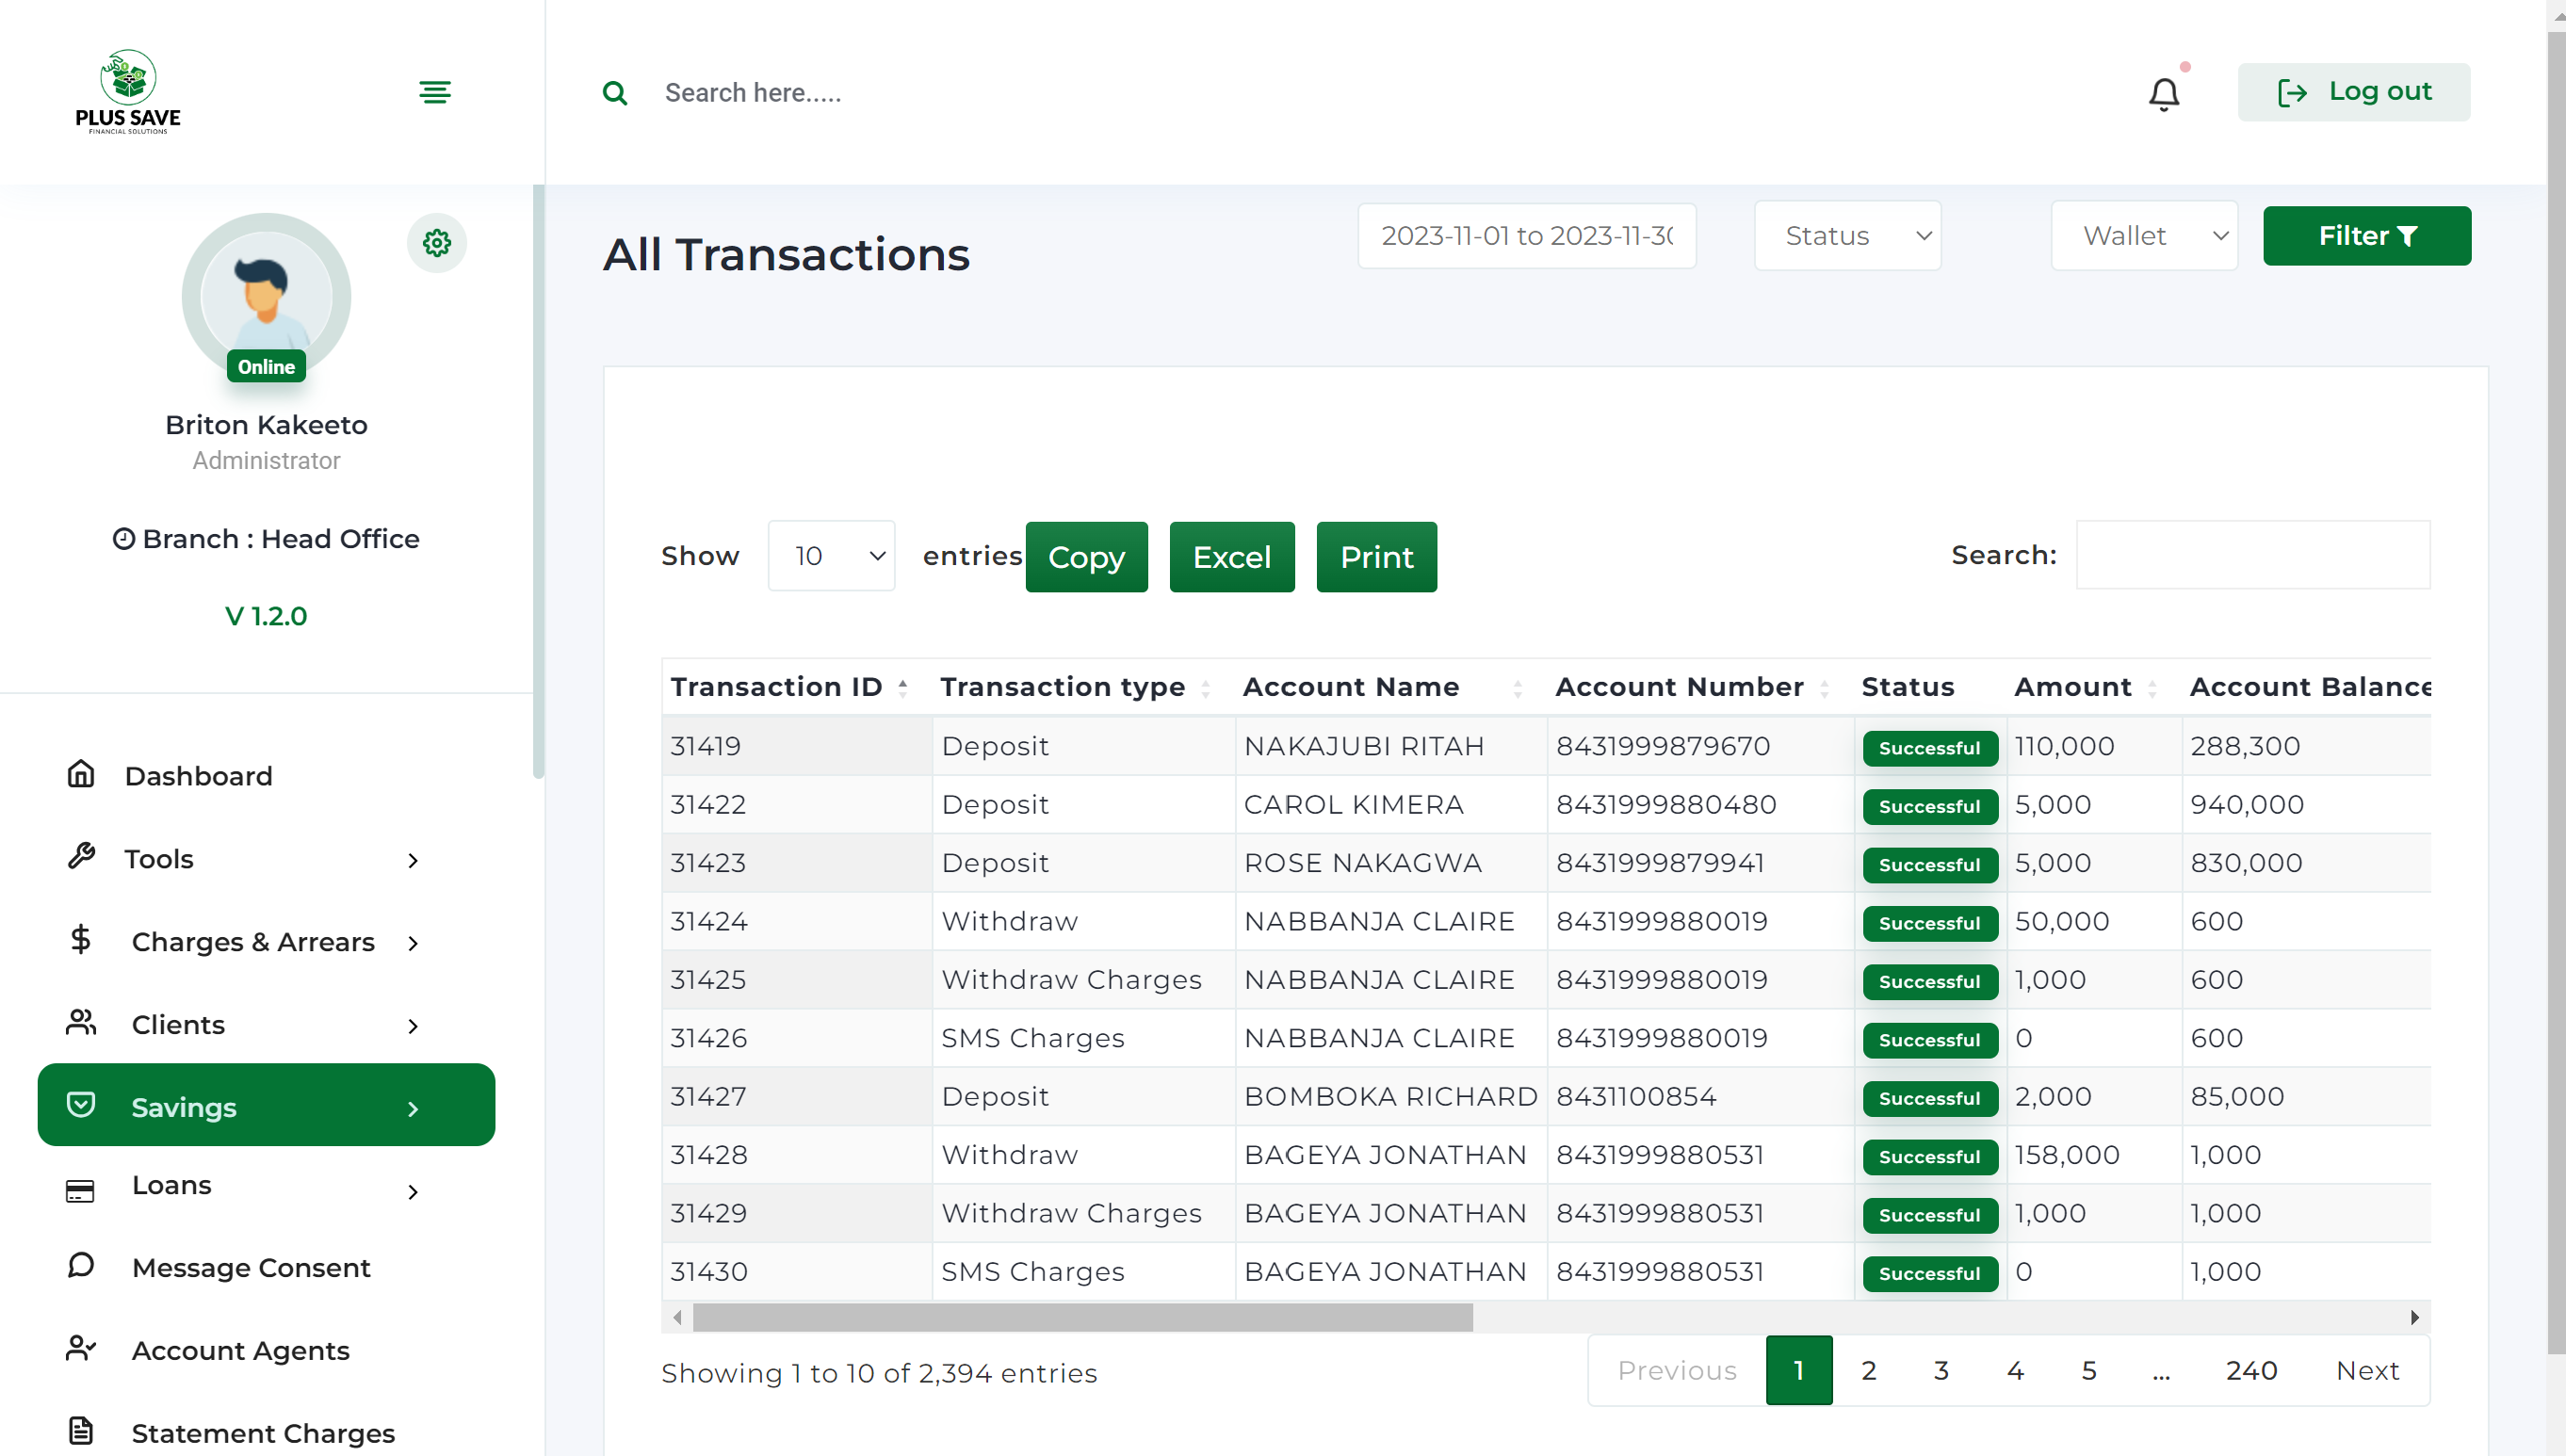 PLUS SAVE
FINANCIAL SOLUTIONS
Search here.....
Log out
Online
Briton Kakeeto
Administrator
Branch : Head Office
V 1.2.0
Dashboard
Tools
Charges & Arrears
Clients
Savings
Loans
Message Consent
Account Agents
Statement Charges
All Transactions
2023-11-01 to 2023-11-30
Status
Wallet
Filter
Show 10 entries
Copy Excel Print
Search:
Transaction ID Transaction type Account Name Account Number Status Amount Account Balance
31419 Deposit NAKAJUBI RITAH 8431999879670 Successful 110,000 288,300
31422 Deposit CAROL KIMERA 8431999880480 Successful 5,000 940,000
31423 Deposit ROSE NAKAGWA 8431999879941 Successful 5,000 830,000
31424 Withdraw NABBANJA CLAIRE 8431999880019 Successful 50,000 600
31425 Withdraw Charges NABBANJA CLAIRE 8431999880019 Successful 1,000 600
31426 SMS Charges NABBANJA CLAIRE 8431999880019 Successful 0 600
31427 Deposit BOMBOKA RICHARD 8431100854 Successful 2,000 85,000
31428 Withdraw BAGEYA JONATHAN 8431999880531 Successful 158,000 1,000
31429 Withdraw Charges BAGEYA JONATHAN 8431999880531 Successful 1,000 1,000
31430 SMS Charges BAGEYA JONATHAN 8431999880531 Successful 0 1,000
Showing 1 to 10 of 2,394 entries
Previous 1 2 3 4 5 ... 240 Next